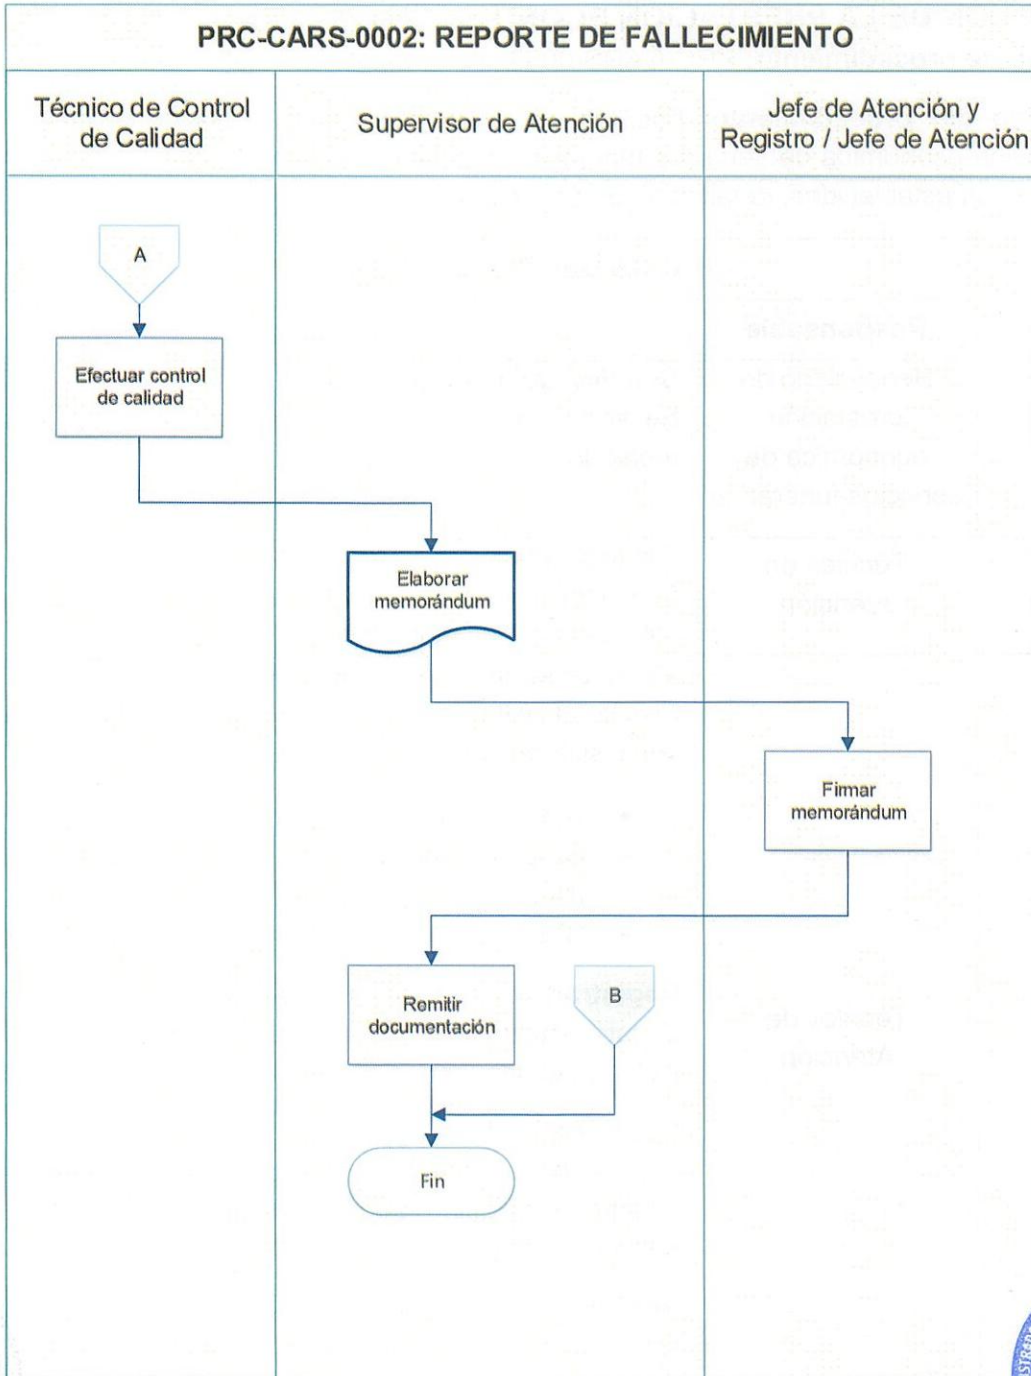 PRC-CARS-0002: REPORTE DE FALLECIMIENTO
Técnico de Control
de Calidad
Supervisor de Atención
Jefe de Atención y
Registro / Jefe de Atención
A
Efectuar control
de calidad
Elaborar
memorándum
Firmar
memorándum
Remitir
documentación
B
Fin